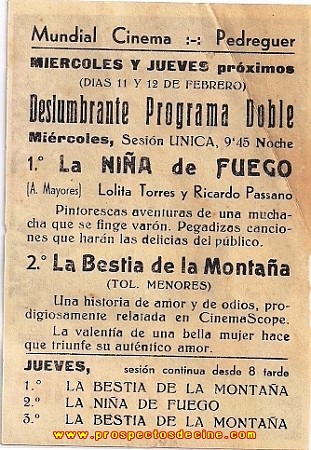 Mundial Cinema :-: Pedreguer
MIERCOLES Y JUEVES próximos
(DIAS 11 Y 12 DE FEBRERO)
Deslumbrante Programa Doble
Miércoles, Sesión UNICA, 9'45 Noche
1.º La NIÑA de FUEGO
(A. Mayores) Lolita Torres y Ricardo Passano
Pintorescas aventuras de una mucha-
cha que se finge varón. Pegadizas cancio-
nes que harán las delicias del público.
2.º La Bestia de la Montaña
(TOL. MENORES)
Una historia de amor y de odios, pro-
digiosamente relatada en CinemaScope.
La valentía de una bella mujer hace
que triunfe su auténtico amor.
JUEVES, sesión continua desde 8 tarde
1.º LA BESTIA DE LA MONTAÑA
2.º LA NIÑA DE FUEGO
3.º LA BESTIA DE LA MONTAÑA
www.prospectosdecine.com